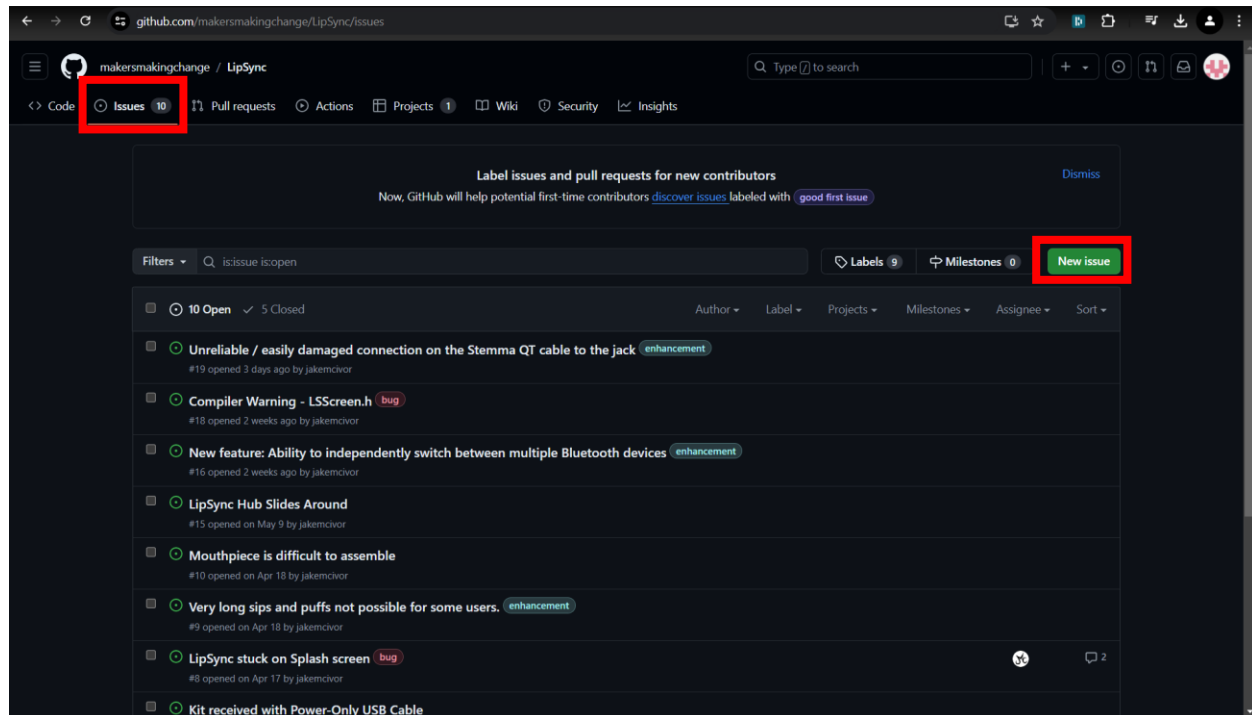 github.com/makersmakingchange/LipSync/issues
makersmakingchange / LipSync
Type / to search
<> Code Issues 10 Pull requests Actions Projects 1 Wiki Security Insights
Label issues and pull requests for new contributors
Dismiss
Now, GitHub will help potential first-time contributors discover issues labeled with good first issue
Filters is:issue is:open Labels 9 Milestones 0 New issue
10 Open 5 Closed Author Label Projects Milestones Assignee Sort
Unreliable / easily damaged connection on the Stemma QT cable to the jack enhancement
#19 opened 3 days ago by jakemcivor
Compiler Warning - LSScreen.h bug
#18 opened 2 weeks ago by jakemcivor
New feature: Ability to independently switch between multiple Bluetooth devices enhancement
#16 opened 2 weeks ago by jakemcivor
LipSync Hub Slides Around
#15 opened on May 9 by jakemcivor
Mouthpiece is difficult to assemble
#10 opened on Apr 18 by jakemcivor
Very long sips and puffs not possible for some users. enhancement
#9 opened on Apr 18 by jakemcivor
LipSync stuck on Splash screen bug 2
#8 opened on Apr 17 by jakemcivor
Kit received with Power-Only USB Cable